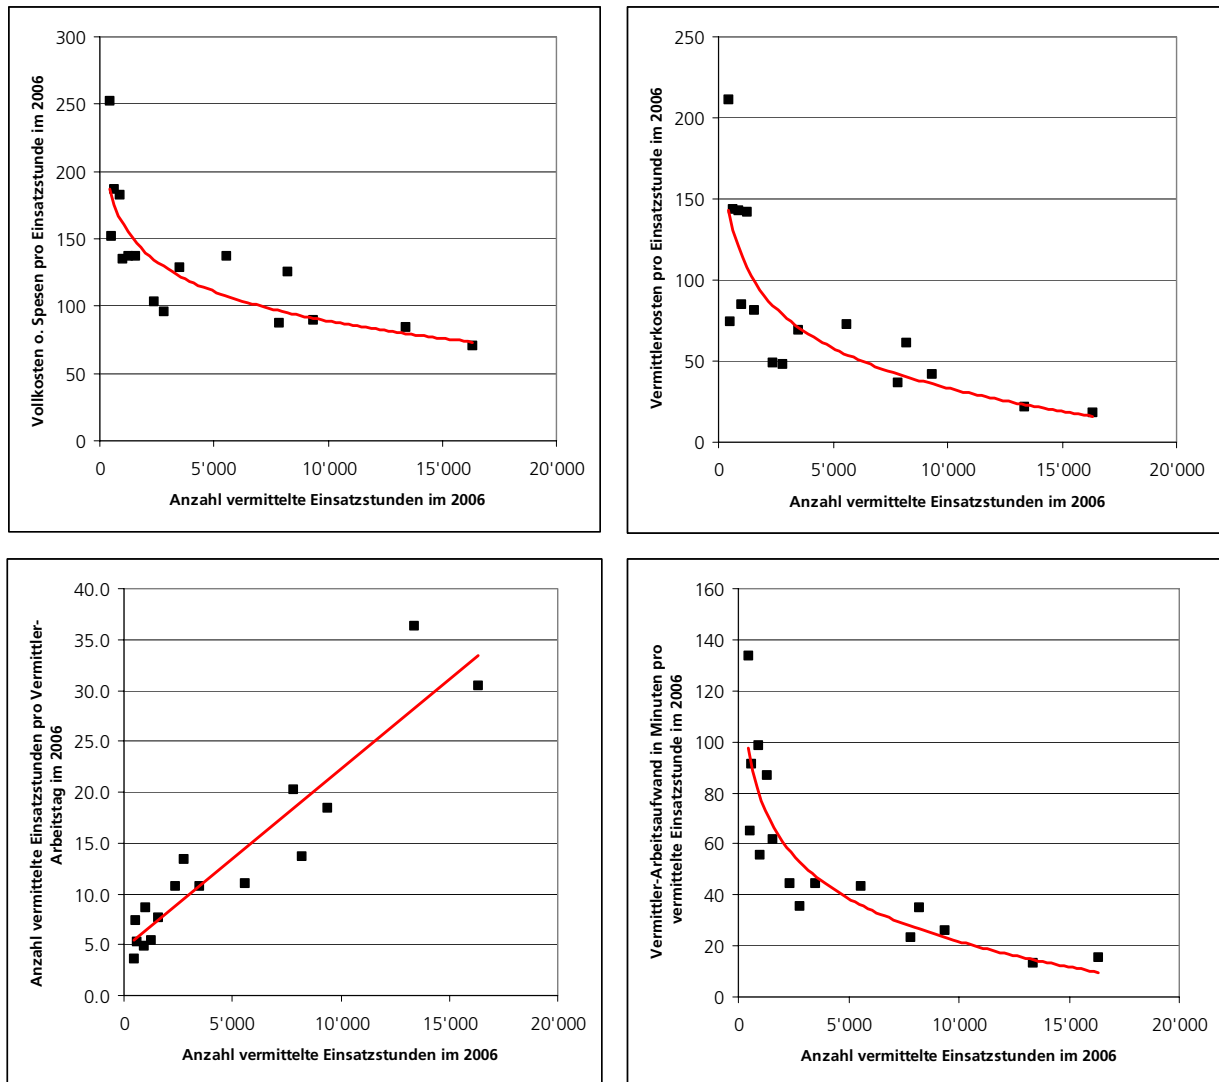 Vollkosten o. Spesen pro Einsatzstunde im 2006
300
250
200
150
100
50
0
0 5'000 10'000 15'000 20'000
Anzahl vermittelte Einsatzstunden im 2006
Vermittlerkosten pro Einsatzstunde im 2006
250
200
150
100
50
0
0 5'000 10'000 15'000 20'000
Anzahl vermittelte Einsatzstunden im 2006
Anzahl vermittelte Einsatzstunden pro Vermittler-
Arbeitstag im 2006
40.0
35.0
30.0
25.0
20.0
15.0
10.0
5.0
0.0
0 5'000 10'000 15'000 20'000
Anzahl vermittelte Einsatzstunden im 2006
Vermittler-Arbeitsaufwand in Minuten pro
vermittelte Einsatzstunde im 2006
160
140
120
100
80
60
40
20
0
0 5'000 10'000 15'000 20'000
Anzahl vermittelte Einsatzstunden im 2006